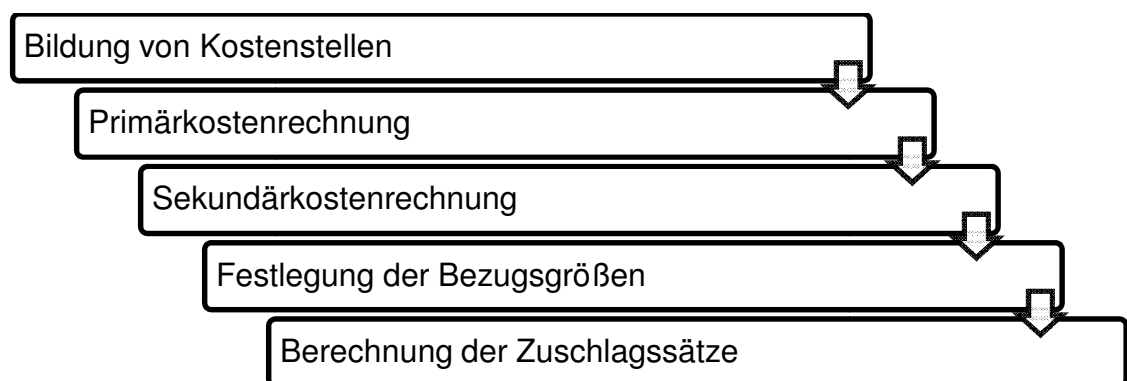 Bildung von Kostenstellen
Primärkostenrechnung
Sekundärkostenrechnung
Festlegung der Bezugsgrößen
Berechnung der Zuschlagssätze